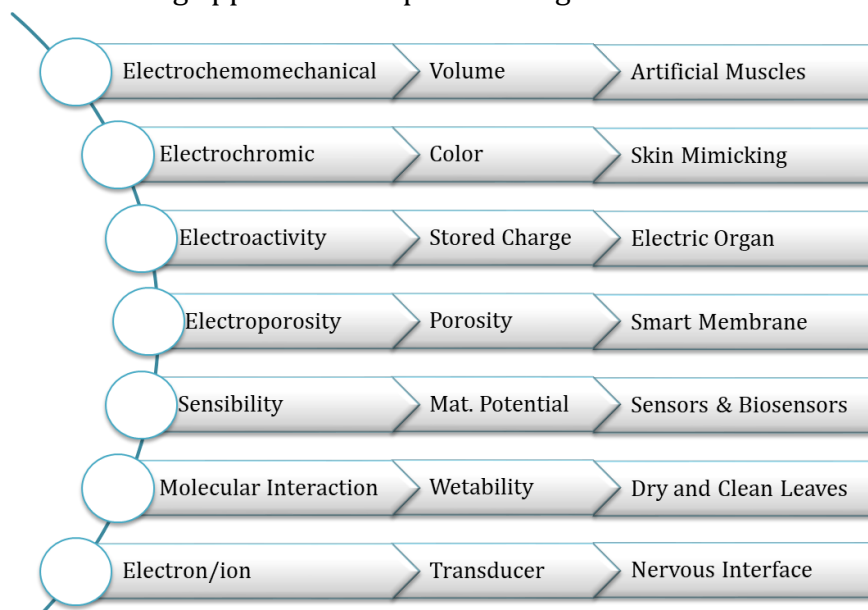 Electrochemomechanical Volume Artificial Muscles
Electrochromic Color Skin Mimicking
Electroactivity Stored Charge Electric Organ
Electroporosity Porosity Smart Membrane
Sensibility Mat. Potential Sensors & Biosensors
Molecular Interaction Wetability Dry and Clean Leaves
Electron/ion Transducer Nervous Interface